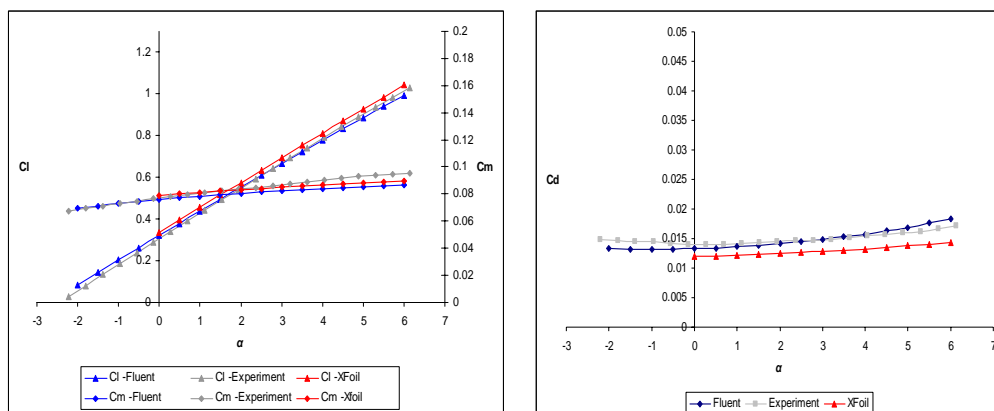 1.2
1
0.8
0.6
0.4
0.2
0
Cl
0.2
0.18
0.16
0.14
0.12
0.1
0.08
0.06
0.04
0.02
0
Cm
-3 -2 -1 0 1 2 3 4 5 6 7
α
Cl -Fluent Cl -Experiment Cl -XFoil
Cm -Fluent Cm -Experiment Cm -Xfoil
0.05
0.045
0.04
0.035
0.03
0.025
0.02
0.015
0.01
0.005
0
Cd
-3 -2 -1 0 1 2 3 4 5 6 7
α
Fluent Experiment XFoil